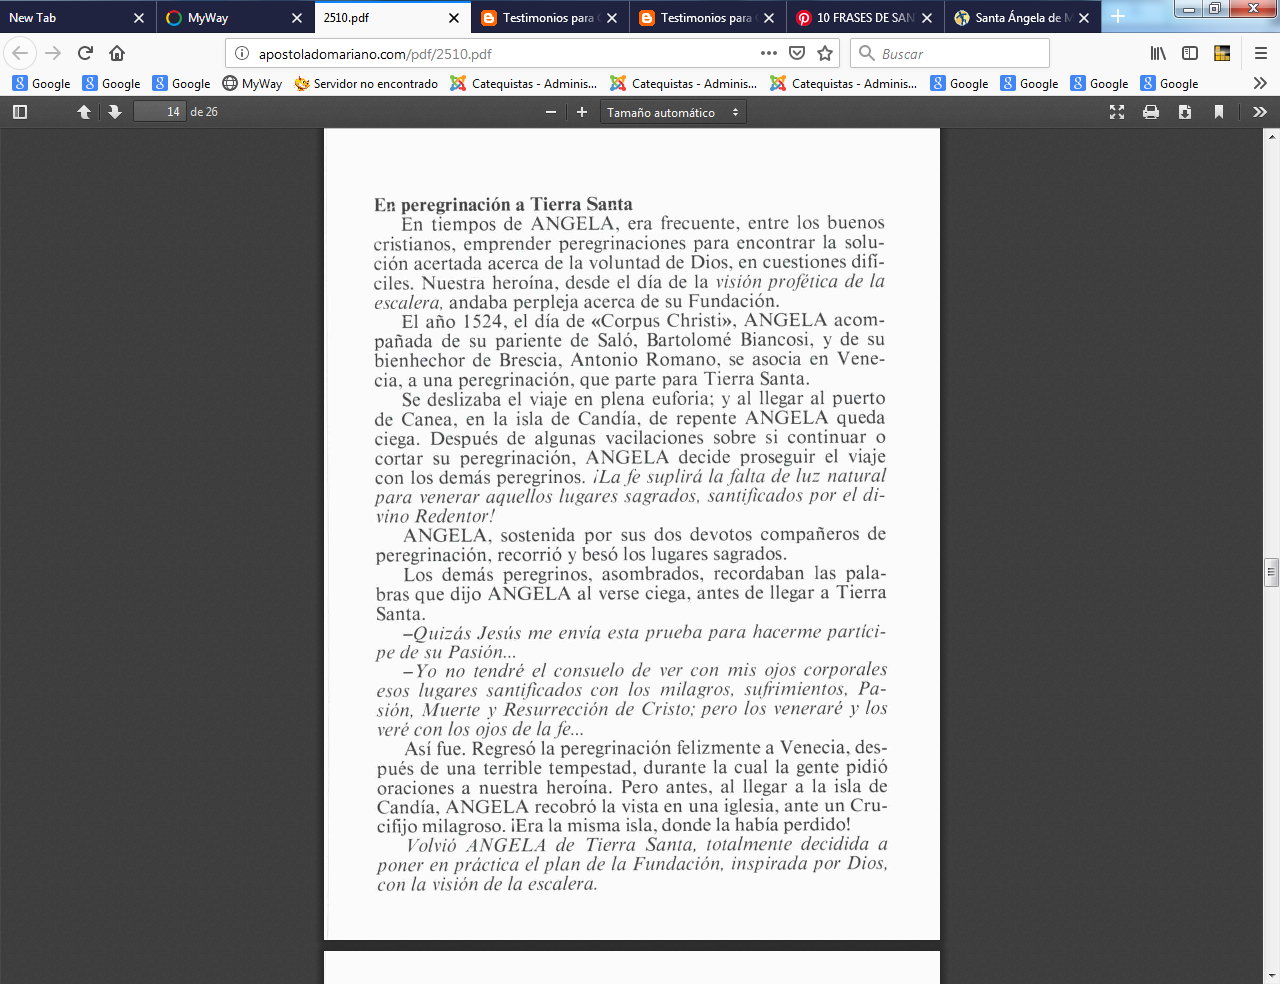 New Tab
MyWay
2510.pdf
Testimonios para C
Testimonios para C
10 FRASES DE SAN
Santa Ángela de M
apostoladomariano.com/pdf/2510.pdf
Buscar
Google
Google
Google
MyWay
Servidor no encontrado
Catequistas - Adminis...
Catequistas - Adminis...
Catequistas - Adminis...
Google
Google
Google
Google
14 de 26
Tamaño automático
En peregrinación a Tierra Santa
En tiempos de ANGELA, era frecuente, entre los buenos
cristianos, emprender peregrinaciones para encontrar la solu-
ción acertada acerca de la voluntad de Dios, en cuestiones difí-
ciles. Nuestra heroína, desde el día de la visión profética de la
escalera, andaba perpleja acerca de su Fundación.
El año 1524, el día de «Corpus Christi», ANGELA acom-
pañada de su pariente de Saló, Bartolomé Biancosi, y de su
bienhechor de Brescia, Antonio Romano, se asocia en Vene-
cia, a una peregrinación, que parte para Tierra Santa.
Se deslizaba el viaje en plena euforia; y al llegar al puerto
de Canea, en la isla de Candía, de repente ANGELA queda
ciega. Después de algunas vacilaciones sobre si continuar o
cortar su peregrinación, ANGELA decide proseguir el viaje
con los demás peregrinos. ¡La fe suplirá la falta de luz natural
para venerar aquellos lugares sagrados, santificados por el di-
vino Redentor!
ANGELA, sostenida por sus dos devotos compañeros de
peregrinación, recorrió y besó los lugares sagrados.
Los demás peregrinos, asombrados, recordaban las pala-
bras que dijo ANGELA al verse ciega, antes de llegar a Tierra
Santa.
–Quizás Jesús me envía esta prueba para hacerme partíci-
pe de su Pasión...
–Yo no tendré el consuelo de ver con mis ojos corporales
esos lugares santificados con los milagros, sufrimientos, Pa-
sión, Muerte y Resurrección de Cristo; pero los veneraré y los
veré con los ojos de la fe...
Así fue. Regresó la peregrinación felizmente a Venecia, des-
pués de una terrible tempestad, durante la cual la gente pidió
oraciones a nuestra heroína. Pero antes, al llegar a la isla de
Candía, ANGELA recobró la vista en una iglesia, ante un Cru-
cifijo milagroso. ¡Era la misma isla, donde la había perdido!
Volvió ANGELA de Tierra Santa, totalmente decidida a
poner en práctica el plan de la Fundación, inspirada por Dios,
con la visión de la escalera.